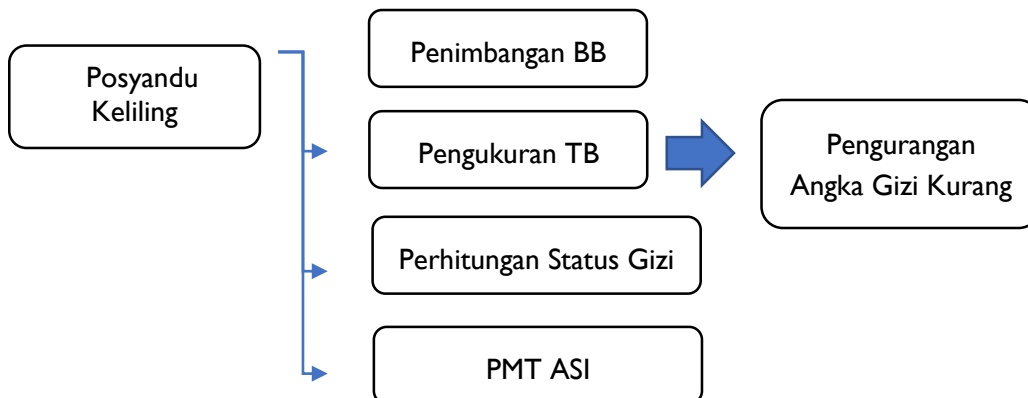 Posyandu
Keliling
Penimbangan BB
Pengukuran TB
Perhitungan Status Gizi
PMT ASI
Pengurangan
Angka Gizi Kurang